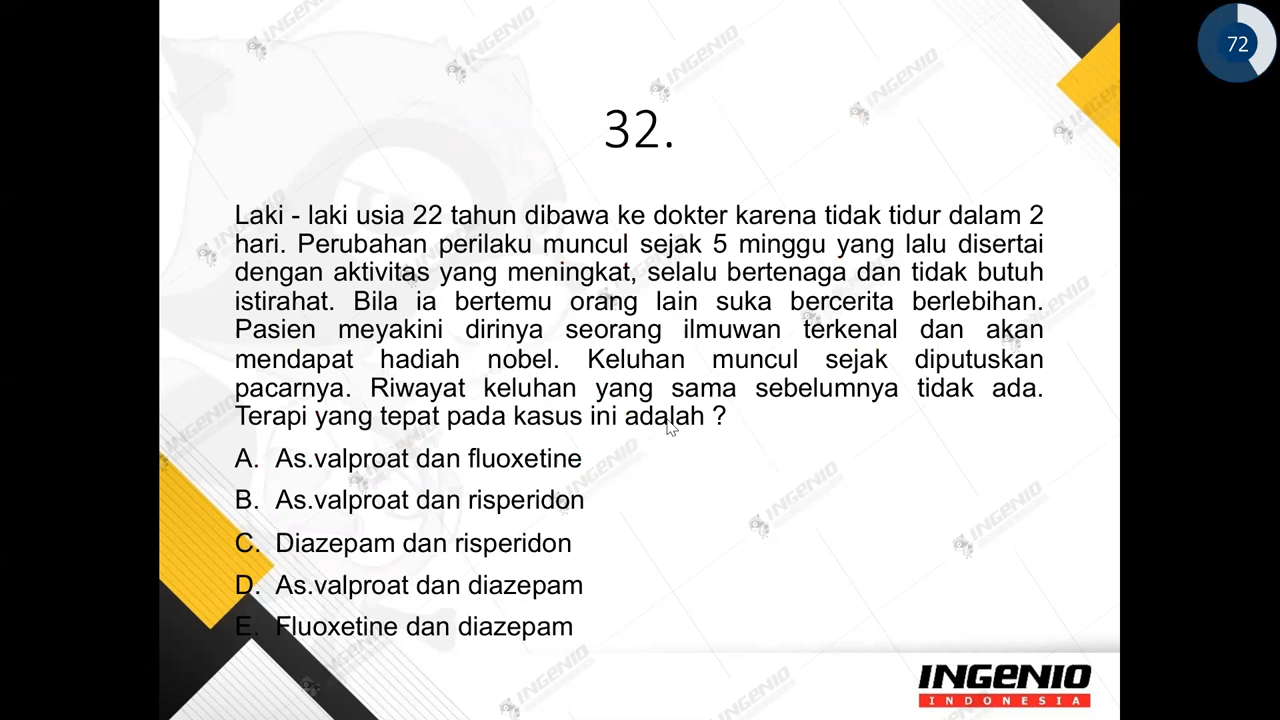 72
32.
Laki - laki usia 22 tahun dibawa ke dokter karena tidak tidur dalam 2
hari. Perubahan perilaku muncul sejak 5 minggu yang lalu disertai
dengan aktivitas yang meningkat, selalu bertenaga dan tidak butuh
istirahat. Bila ia bertemu orang lain suka bercerita berlebihan.
Pasien meyakini dirinya seorang ilmuwan terkenal dan akan
mendapat hadiah nobel. Keluhan muncul sejak diputuskan
pacarnya. Riwayat keluhan yang sama sebelumnya tidak ada.
Terapi yang tepat pada kasus ini adalah ?
A. As.valproat dan fluoxetine
B. As.valproat dan risperidon
C. Diazepam dan risperidon
D. As.valproat dan diazepam
E. Fluoxetine dan diazepam
INGENIO
INDONESIA